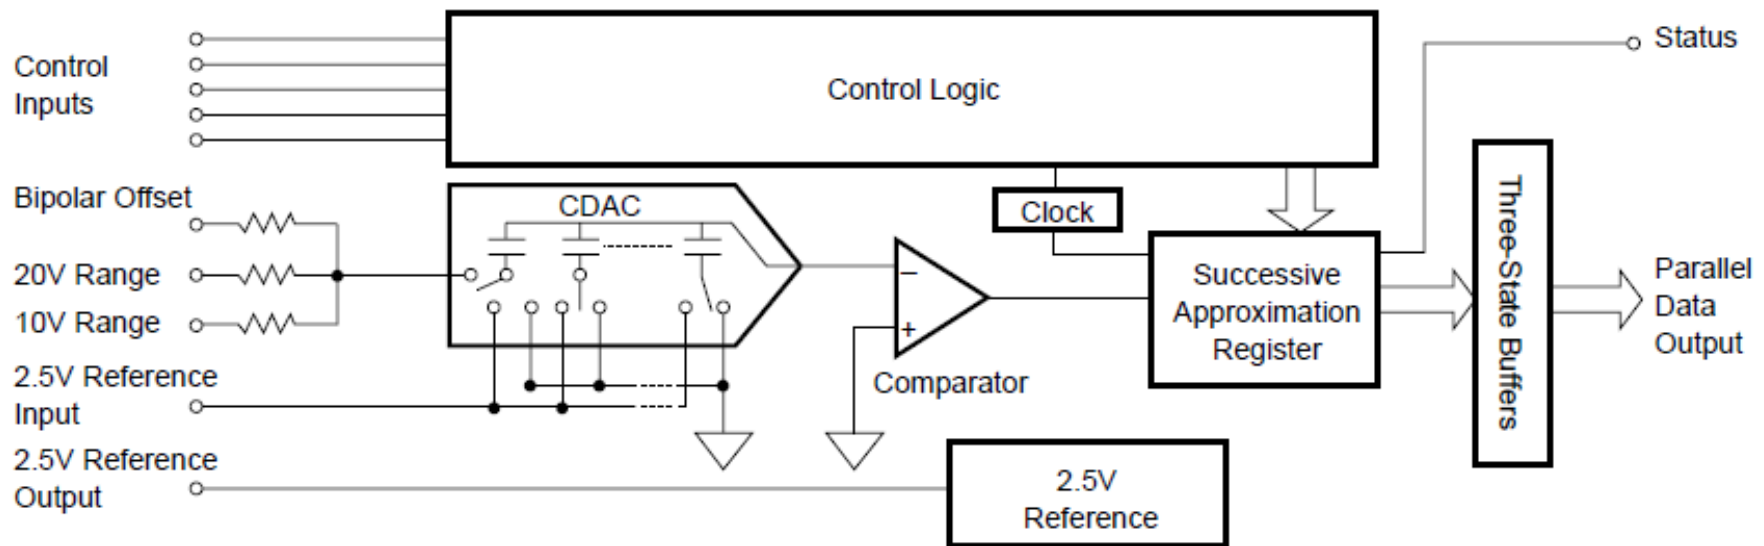 Control
Inputs
Control Logic
Status
Bipolar Offset
20V Range
10V Range
2.5V Reference
Input
2.5V Reference
Output
CDAC
−
+
Comparator
Clock
Successive
Approximation
Register
Three-State Buffers
Parallel
Data
Output
2.5V
Reference